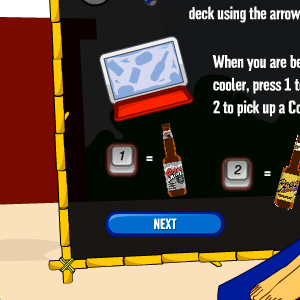 deck using the arrow
When you are be
cooler, press 1 t
2 to pick up a Co
1 =
2 =
NEXT